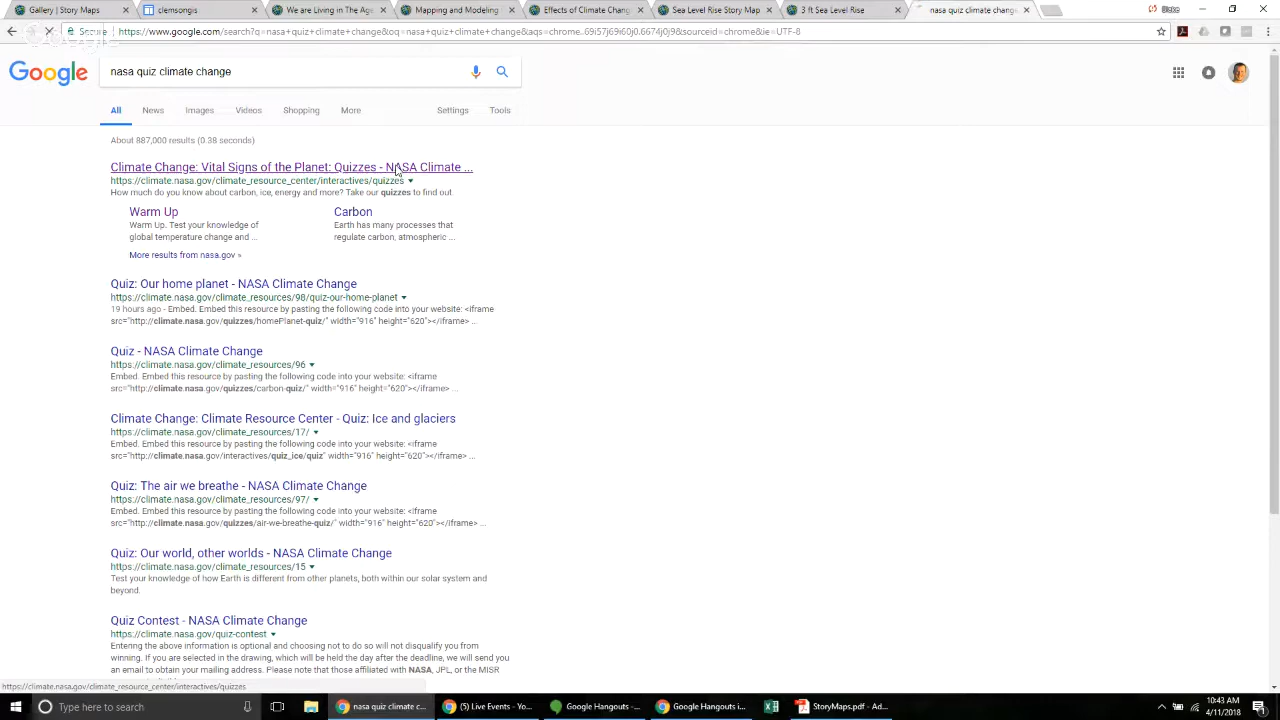 Gallery | Story Maps
clemsongis
We are Living in The Age
Mapping and Modeling
Effects of Climate Chang
Sea Level Rise Story Map
3 ft Sea Level Rise
nasa quiz climate change
Secure
https://www.google.com/search?q=nasa+quiz+climate+change&oq=nasa+quiz+climate+change&aqs=chrome..69i57j69i60j0.6674j0j9&sourceid=chrome&ie=UTF-8
Google
nasa quiz climate change
All News Images Videos Shopping More Settings Tools
About 887,000 results (0.38 seconds)
Climate Change: Vital Signs of the Planet: Quizzes - NASA Climate ...
https://climate.nasa.gov/climate_resource_center/interactives/quizzes
How much do you know about carbon, ice, energy and more? Take our quizzes to find out.
Warm Up
Warm Up. Test your knowledge of
global temperature change and ...
Carbon
Earth has many processes that
regulate carbon, atmospheric ...
More results from nasa.gov »
Quiz: Our home planet - NASA Climate Change
https://climate.nasa.gov/climate_resources/98/quiz-our-home-planet
19 hours ago - Embed. Embed this resource by pasting the following code into your website: <iframe
src="http://climate.nasa.gov/quizzes/homePlanet-quiz/" width="916" height="620"></iframe> ...
Quiz - NASA Climate Change
https://climate.nasa.gov/climate_resources/96
Embed. Embed this resource by pasting the following code into your website: <iframe
src="http://climate.nasa.gov/quizzes/carbon-quiz/" width="916" height="620"></iframe> ...
Climate Change: Climate Resource Center - Quiz: Ice and glaciers
https://climate.nasa.gov/climate_resources/17/
Embed. Embed this resource by pasting the following code into your website: <iframe
src="http://climate.nasa.gov/interactives/quiz_ice/quiz" width="916" height="620"></iframe> ...
Quiz: The air we breathe - NASA Climate Change
https://climate.nasa.gov/climate_resources/97/
Embed. Embed this resource by pasting the following code into your website: <iframe
src="http://climate.nasa.gov/quizzes/air-we-breathe-quiz/" width="916" height="620"></iframe> ...
Quiz: Our world, other worlds - NASA Climate Change
https://climate.nasa.gov/climate_resources/15
Test your knowledge of how Earth is different from other planets, both within our solar system and
beyond.
Quiz Contest - NASA Climate Change
https://climate.nasa.gov/quiz-contest
Entering the above information is optional and choosing not to do so will not disqualify you from
winning. If you are selected in the drawing, which will be held the day after the deadline, we will send you
an email to obtain your mailing address. Please note that those affiliated with NASA, JPL, or the MISR
https://climate.nasa.gov/climate_resource_center/interactives/quizzes
Type here to search
nasa quiz climate c...
(5) Live Events - Yo...
Google Hangouts -...
Google Hangouts i...
StoryMaps.pdf - Ad...
10:43 AM
4/11/2018